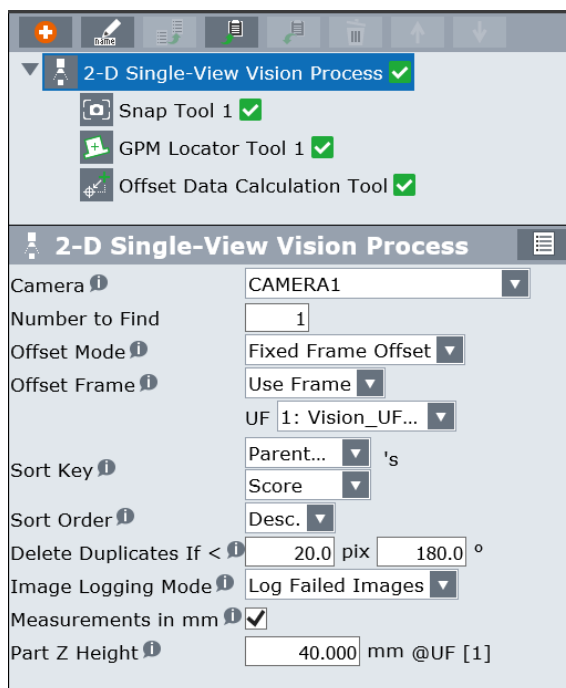 name
2-D Single-View Vision Process
Snap Tool 1
GPM Locator Tool 1
Offset Data Calculation Tool
2-D Single-View Vision Process
Camera CAMERA1
Number to Find 1
Offset Mode Fixed Frame Offset
Offset Frame Use Frame
UF 1: Vision_UF...
Sort Key Parent... 's
Score
Sort Order Desc.
Delete Duplicates If < 20.0 pix 180.0 º
Image Logging Mode Log Failed Images
Measurements in mm
Part Z Height 40.000 mm @UF [1]